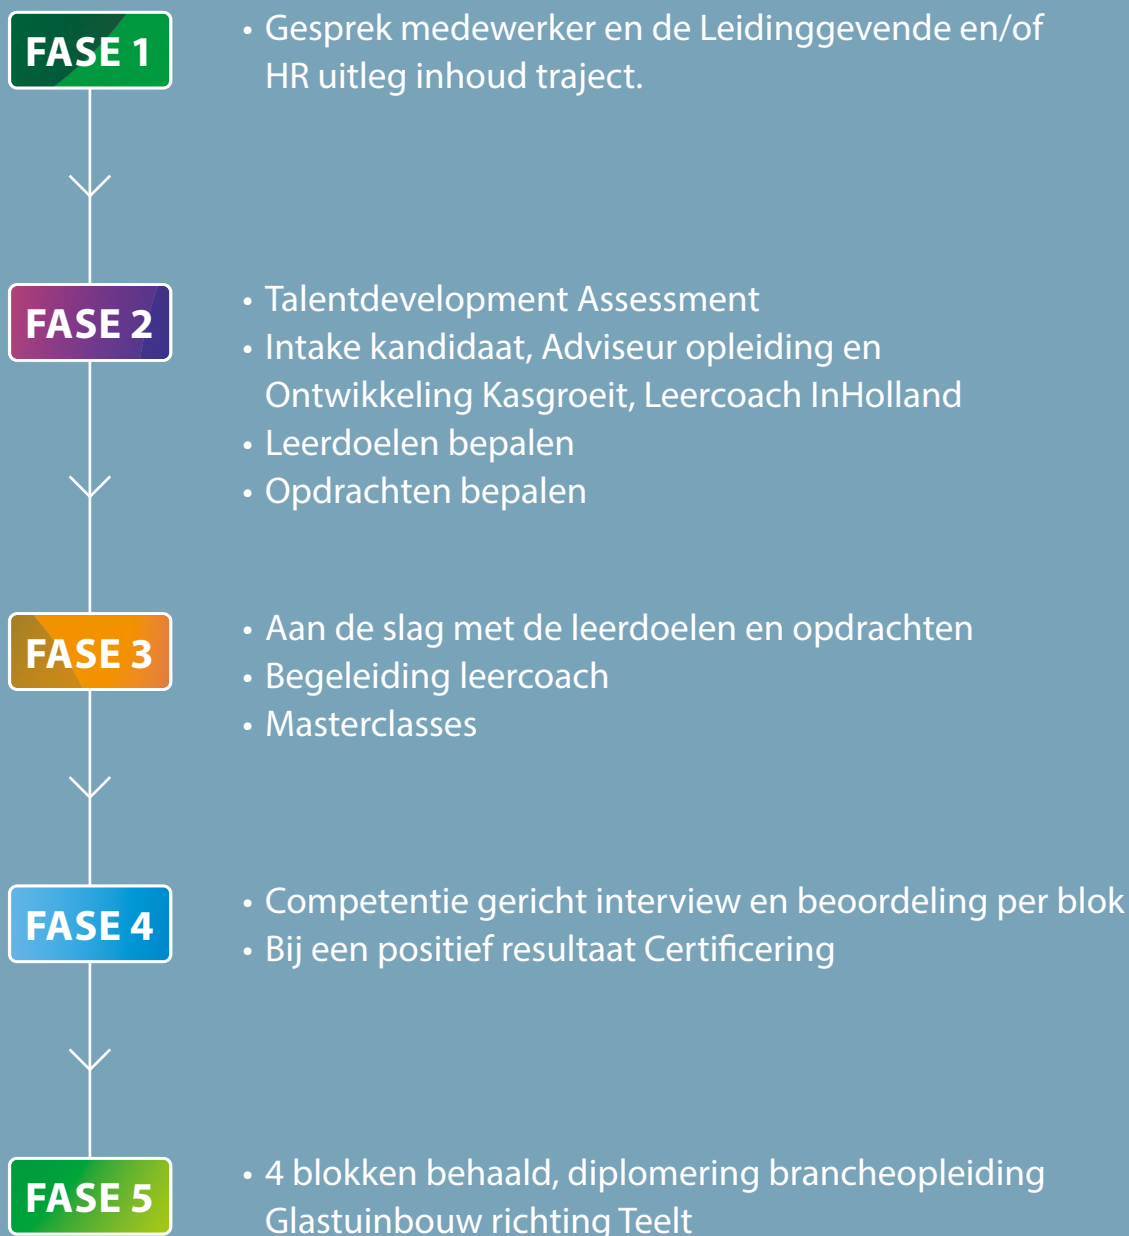 FASE 1
• Gesprek medewerker en de Leidinggevende en/of
HR uitleg inhoud traject.
FASE 2
• Talentdevelopment Assessment
• Intake kandidaat, Adviseur opleiding en
Ontwikkeling Kasgroeit, Leercoach InHolland
• Leerdoelen bepalen
• Opdrachten bepalen
FASE 3
• Aan de slag met de leerdoelen en opdrachten
• Begeleiding leercoach
• Masterclasses
FASE 4
• Competentie gericht interview en beoordeling per blok
• Bij een positief resultaat Certificering
FASE 5
• 4 blokken behaald, diplomering brancheopleiding
Glastuinbouw richting Teelt